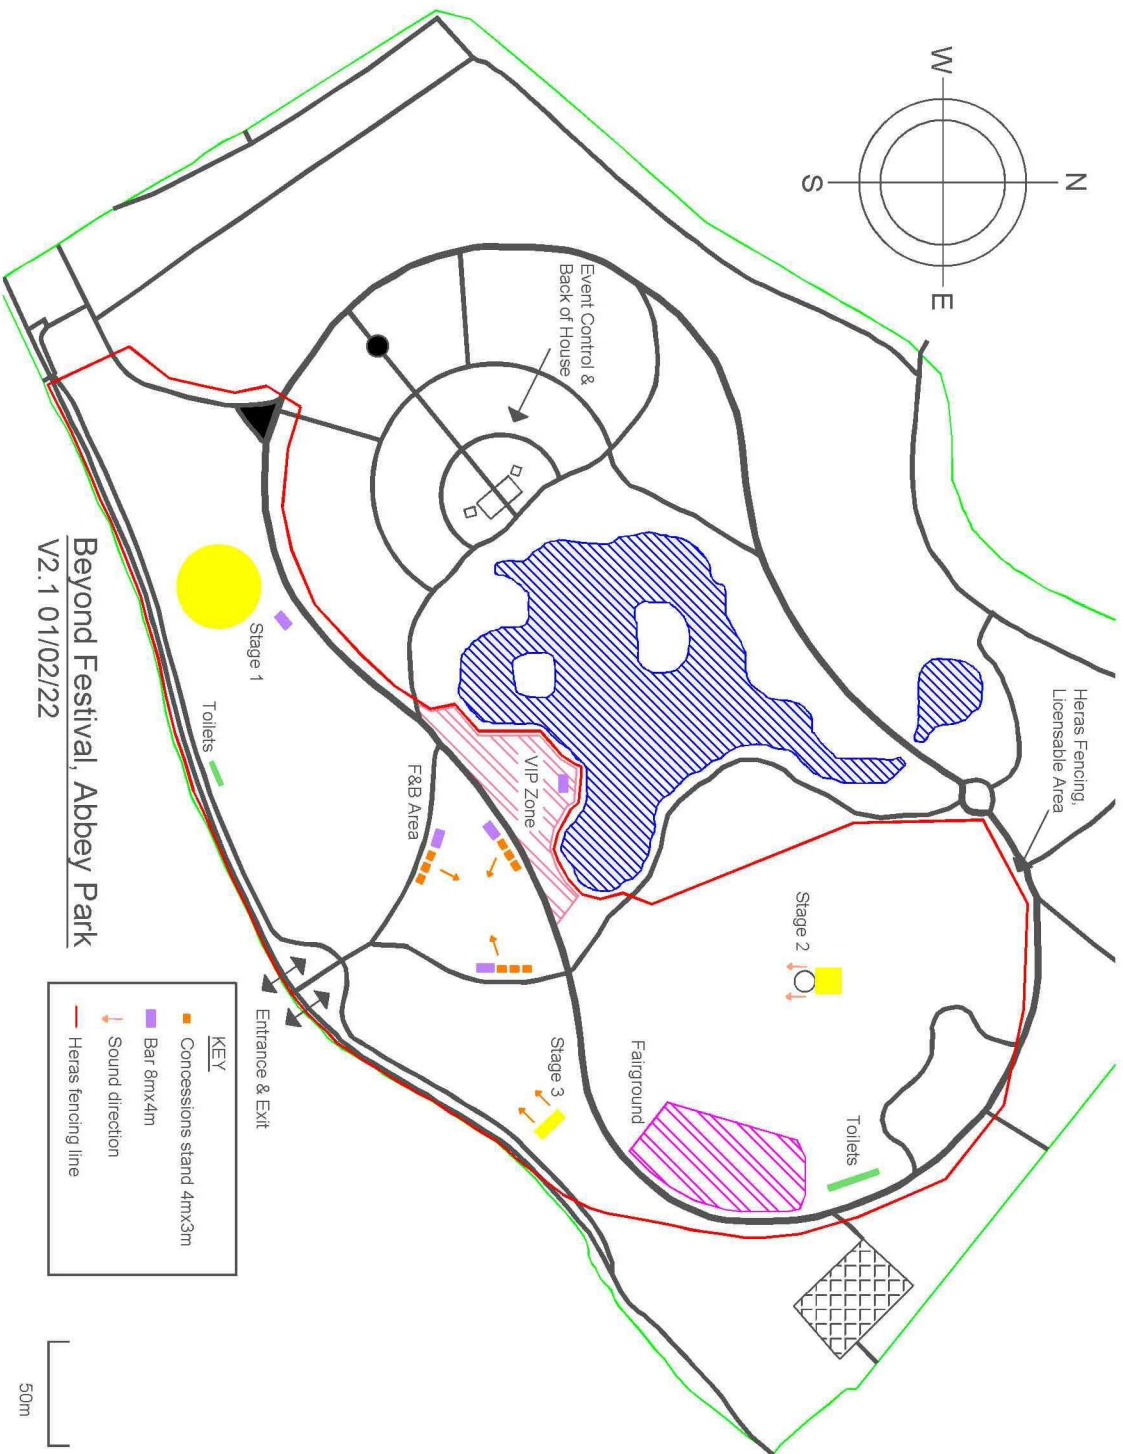 W
N
S
E
Event Control &
Back of House
Heras Fencing,
Licensable Area
Stage 2
VIP Zone
Stage 1
Toilets
F&B Area
Fairground
Toilets
Stage 3
Entrance & Exit
Beyond Festival, Abbey Park
V2.1 01/02/22
KEY
Concessions stand 4mx3m
Bar 8mx4m
Sound direction
Heras fencing line
50m